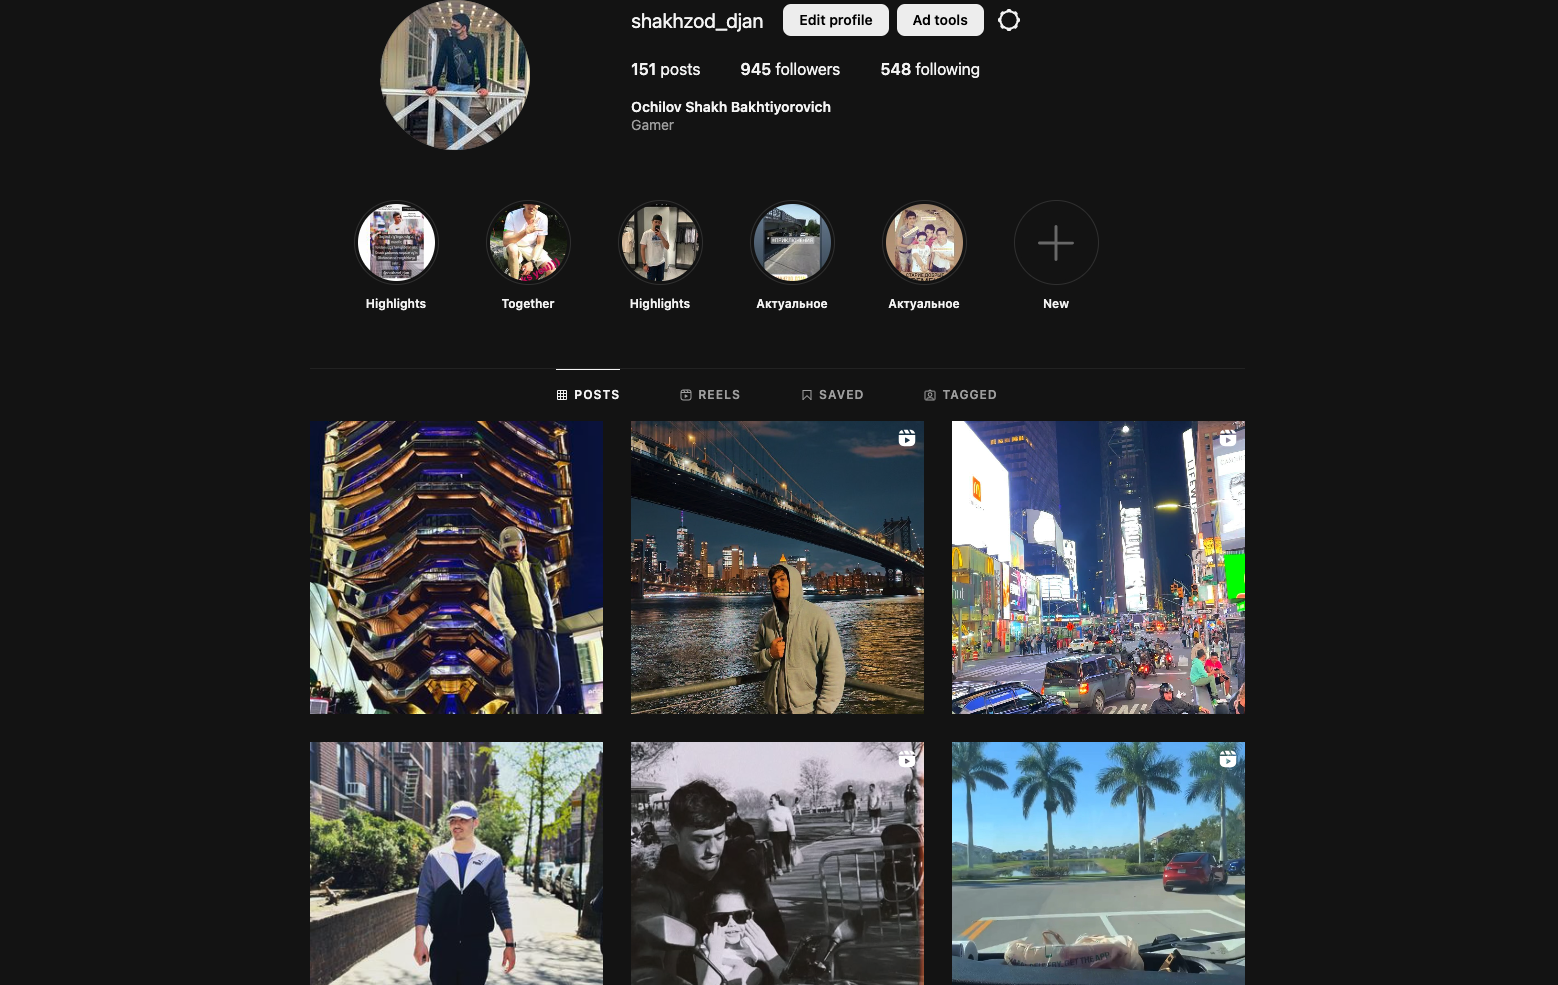 shakhzod_djan
Edit profile
Ad tools
151 posts
945 followers
548 following
Ochilov Shakh Bakhtiyorovich
Gamer
Highlights
Together
Highlights
Актуальное
Актуальное
New
POSTS
REELS
SAVED
TAGGED